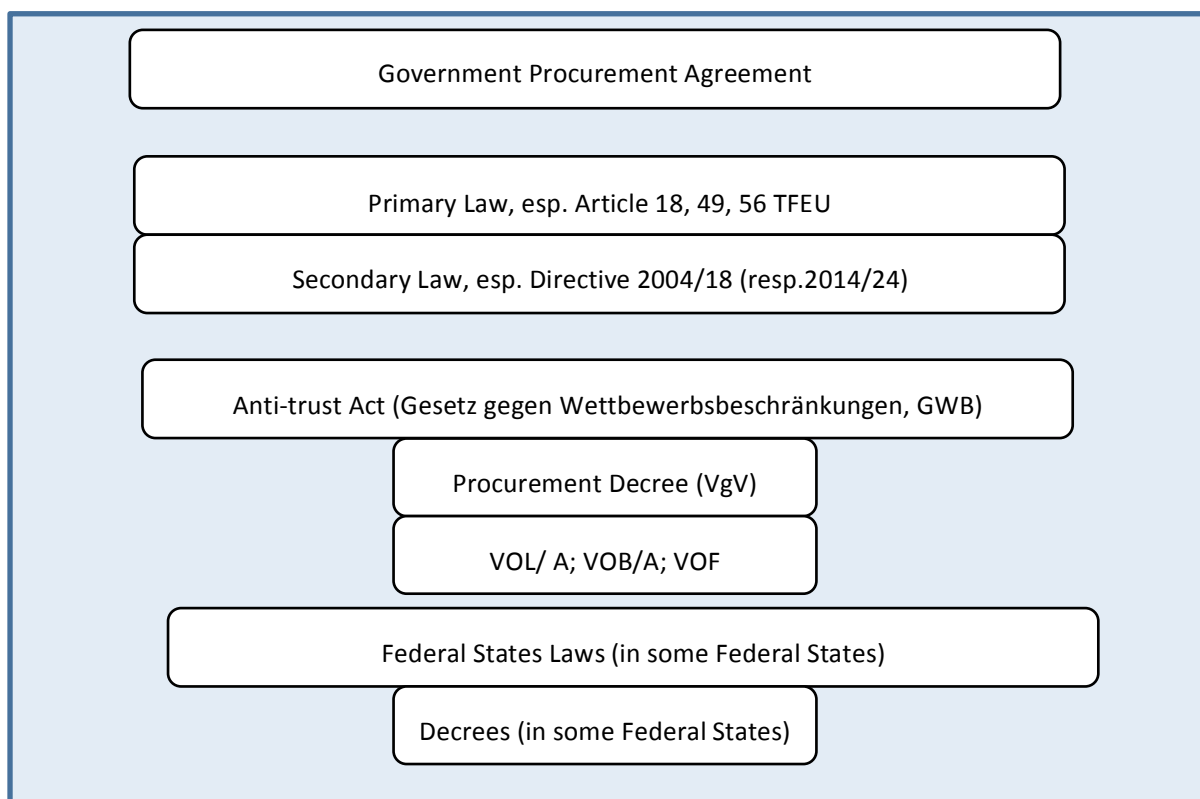 Government Procurement Agreement
Primary Law, esp. Article 18, 49, 56 TFEU
Secondary Law, esp. Directive 2004/18 (resp.2014/24)
Anti-trust Act (Gesetz gegen Wettbewerbsbeschränkungen, GWB)
Procurement Decree (VgV)
VOL/ A; VOB/A; VOF
Federal States Laws (in some Federal States)
Decrees (in some Federal States)